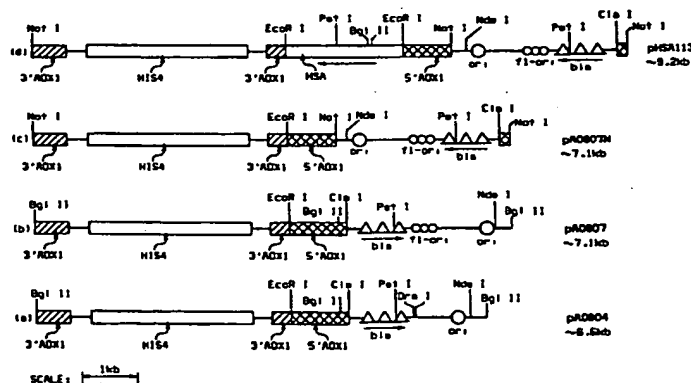 EcoR I
Pst I
EcoR I
Cla I
Not I
Bgl II
Not I
Nde I
Pst I
Not I
(d)
pHSA113
~9.2kb
3'AOX1
HIS4
3'AOX1
HSA
5'AOX1
ori
f1-ori
bla
Not I
EcoR I
Not I
Nde I
Pst I
Cla I
Not I
(c)
pAO807N
~7.1kb
3'AOX1
HIS4
3'AOX1
5'AOX1
ori
f1-ori
bla
Bgl II
EcoR I
Bgl II
Cla I
Pst I
Nde I
Bgl II
(b)
pAO807
~7.1kb
3'AOX1
HIS4
3'AOX1
5'AOX1
bla
f1-ori
ori
Bgl II
EcoR I
Bgl II
Cla I
Pst I
Dra I
Nde I
Bgl II
(a)
pAO804
~6.6kb
3'AOX1
HIS4
3'AOX1
5'AOX1
bla
ori
SCALE: 1kb